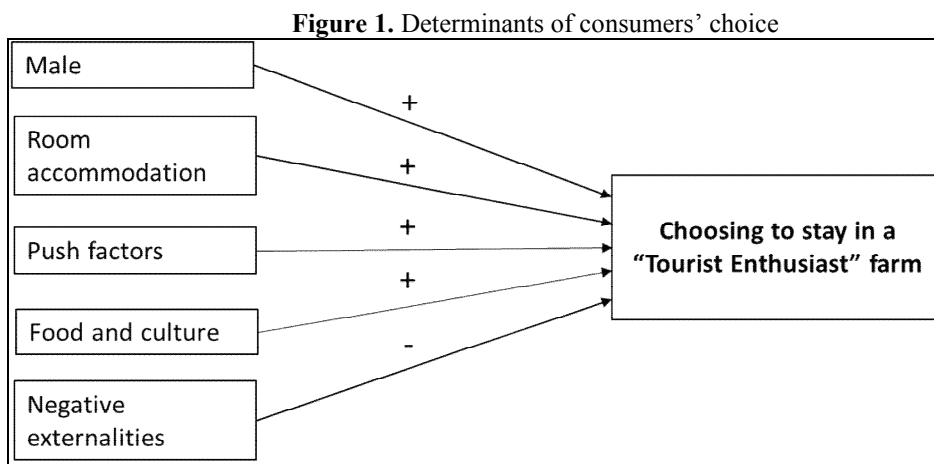 Figure 1. Determinants of consumers’ choice
Male
+
Room
accommodation
+
Push factors
+
Food and culture
+
Negative
externalities
-
Choosing to stay in a
“Tourist Enthusiast” farm